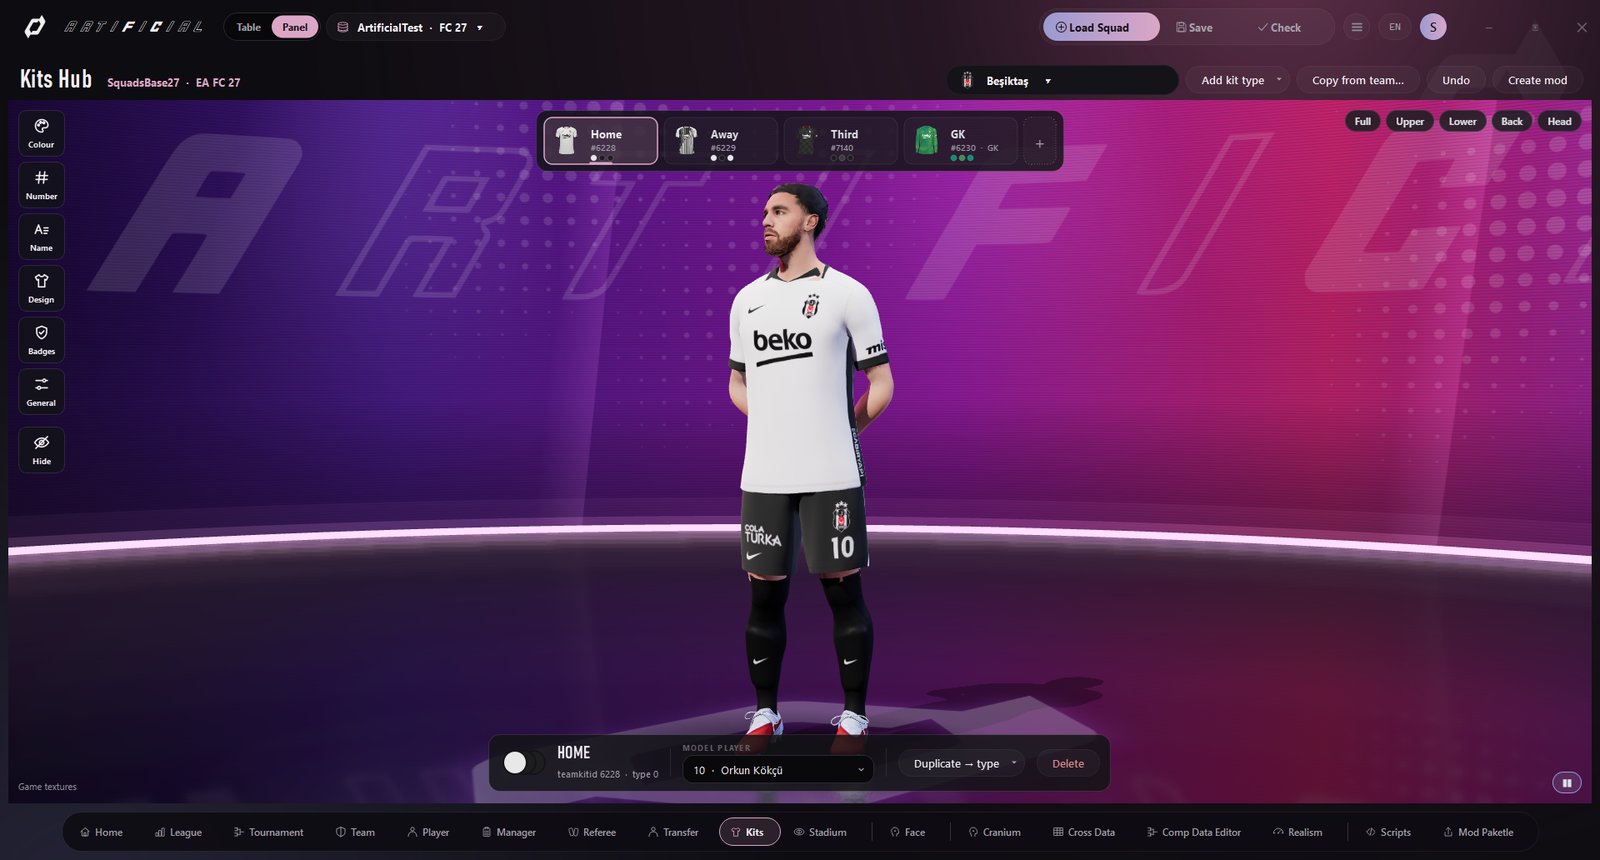 ARTIFICIAL
Table
Panel
ArtificialTest · FC 27
Load Squad
Save
Check
EN
S
Kits Hub
SquadsBase27 · EA FC 27
Beşiktaş
Add kit type
Copy from team...
Undo
Create mod
Colour
Number
Name
Design
Badges
General
Hide
Home
#6228
Away
#6229
Third
#7140
GK
#6230 · GK
+
Full
Upper
Lower
Back
Head
ARTIFIC
beko
COLA
TURKA
10
HOME
teamkitid 6228 · type 0
MODEL PLAYER
10 · Orkun Kökçü
Duplicate → type
Delete
Game textures
Home
League
Tournament
Team
Player
Manager
Referee
Transfer
Kits
Stadium
Face
Cranium
Cross Data
Comp Data Editor
Realism
Scripts
Mod Paketle